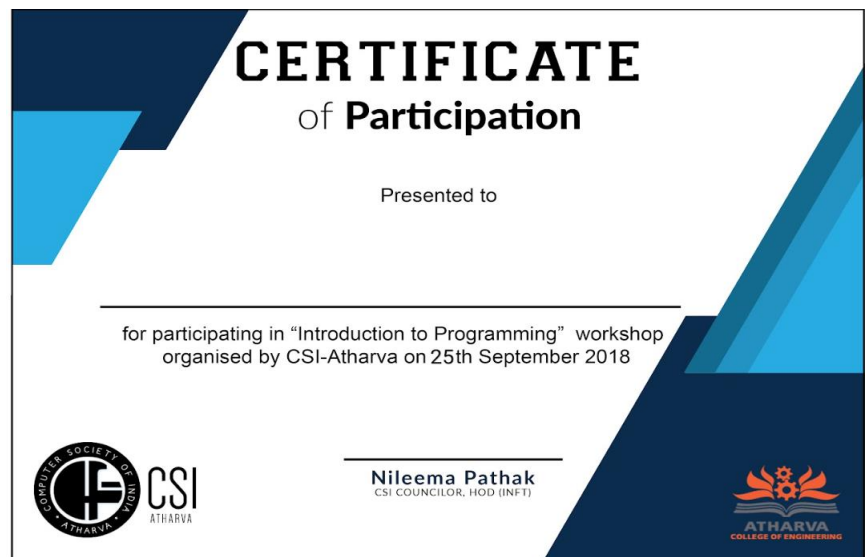 CERTIFICATE
of Participation
Presented to
for participating in “Introduction to Programming” workshop
organised by CSI-Atharva on 25th September 2018
COMPUTER SOCIETY OF INDIA
• ATHARVA •
CSI
ATHARVA
Nileema Pathak
CSI COUNCILOR, HOD (INFT)
ATHARVA
COLLEGE OF ENGINEERING